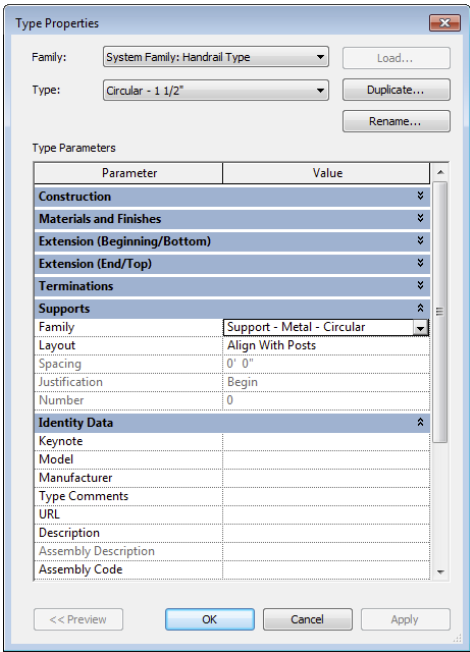 Type Properties
Family: System Family: Handrail Type Load...
Type: Circular - 1 1/2" Duplicate...
Rename...
Type Parameters
Parameter Value
Construction
Materials and Finishes
Extension (Beginning/Bottom)
Extension (End/Top)
Terminations
Supports
Family Support - Metal - Circular
Layout Align With Posts
Spacing 0' 0"
Justification Begin
Number 0
Identity Data
Keynote
Model
Manufacturer
Type Comments
URL
Description
Assembly Description
Assembly Code
<< Preview OK Cancel Apply